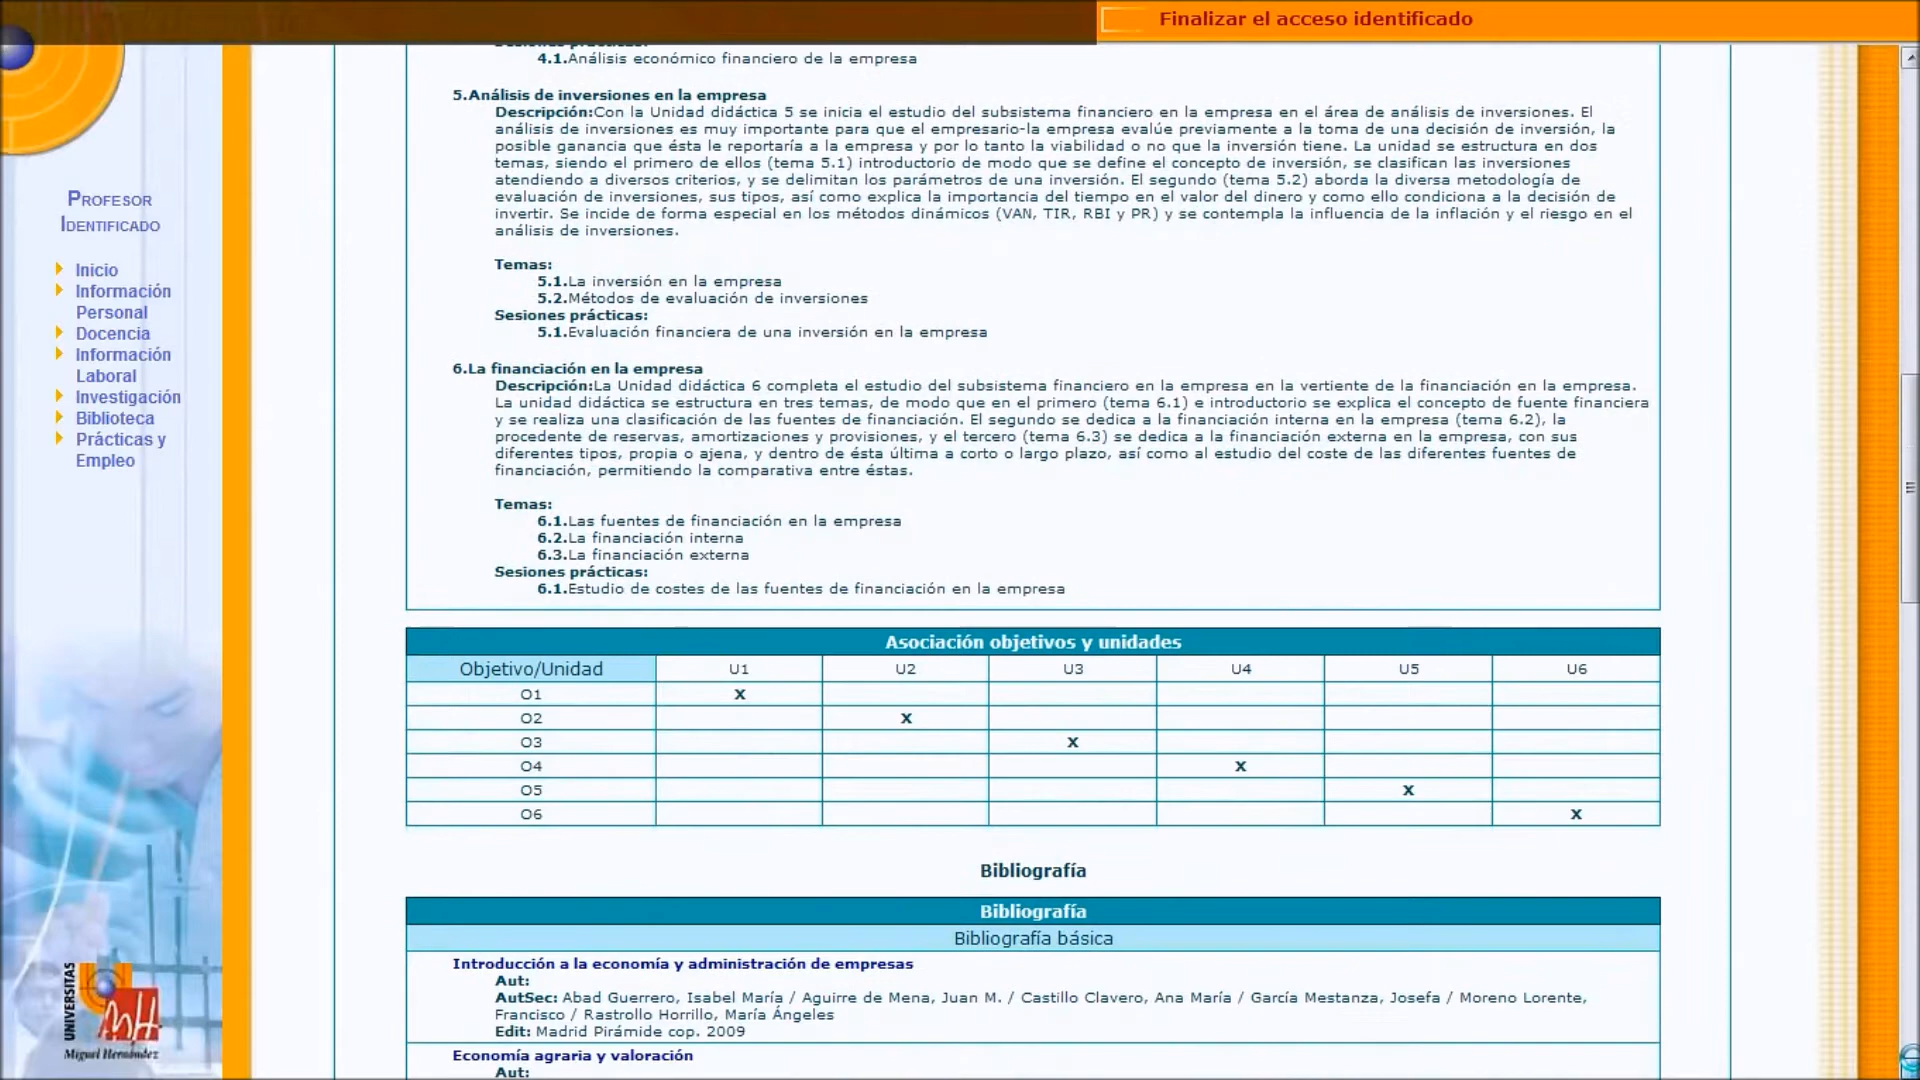 Finalizar el acceso identificado
PROFESOR
IDENTIFICADO
Inicio
Información
Personal
Docencia
Información
Laboral
Investigación
Biblioteca
Prácticas y
Empleo
UNIVERSITAS
Miguel Hernández
Sesiones prácticas:
4.1.Análisis económico financiero de la empresa
5.Análisis de inversiones en la empresa
Descripción:Con la Unidad didáctica 5 se inicia el estudio del subsistema financiero en la empresa en el área de análisis de inversiones. El
análisis de inversiones es muy importante para que el empresario-la empresa evalúe previamente a la toma de una decisión de inversión, la
posible ganancia que ésta le reportaría a la empresa y por lo tanto la viabilidad o no que la inversión tiene. La unidad se estructura en dos
temas, siendo el primero de ellos (tema 5.1) introductorio de modo que se define el concepto de inversión, se clasifican las inversiones
atendiendo a diversos criterios, y se delimitan los parámetros de una inversión. El segundo (tema 5.2) aborda la diversa metodología de
evaluación de inversiones, sus tipos, así como explica la importancia del tiempo en el valor del dinero y como ello condiciona a la decisión de
invertir. Se incide de forma especial en los métodos dinámicos (VAN, TIR, RBI y PR) y se contempla la influencia de la inflación y el riesgo en el
análisis de inversiones.
Temas:
5.1.La inversión en la empresa
5.2.Métodos de evaluación de inversiones
Sesiones prácticas:
5.1.Evaluación financiera de una inversión en la empresa
6.La financiación en la empresa
Descripción:La Unidad didáctica 6 completa el estudio del subsistema financiero en la empresa en la vertiente de la financiación en la empresa.
La unidad didáctica se estructura en tres temas, de modo que en el primero (tema 6.1) e introductorio se explica el concepto de fuente financiera
y se realiza una clasificación de las fuentes de financiación. El segundo se dedica a la financiación interna en la empresa (tema 6.2), la
procedente de reservas, amortizaciones y provisiones, y el tercero (tema 6.3) se dedica a la financiación externa en la empresa, con sus
diferentes tipos, propia o ajena, y dentro de ésta última a corto o largo plazo, así como al estudio del coste de las diferentes fuentes de
financiación, permitiendo la comparativa entre éstas.
Temas:
6.1.Las fuentes de financiación en la empresa
6.2.La financiación interna
6.3.La financiación externa
Sesiones prácticas:
6.1.Estudio de costes de las fuentes de financiación en la empresa
Asociación objetivos y unidades
Objetivo/Unidad U1 U2 U3 U4 U5 U6
O1 X
O2 X
O3 X
O4 X
O5 X
O6 X
Bibliografía
Bibliografía
Bibliografía básica
Introducción a la economía y administración de empresas
Aut:
AutSec: Abad Guerrero, Isabel María / Aguirre de Mena, Juan M. / Castillo Clavero, Ana María / García Mestanza, Josefa / Moreno Lorente,
Francisco / Rastrollo Horrillo, María Ángeles
Edit: Madrid Pirámide cop. 2009
Economía agraria y valoración
Aut: